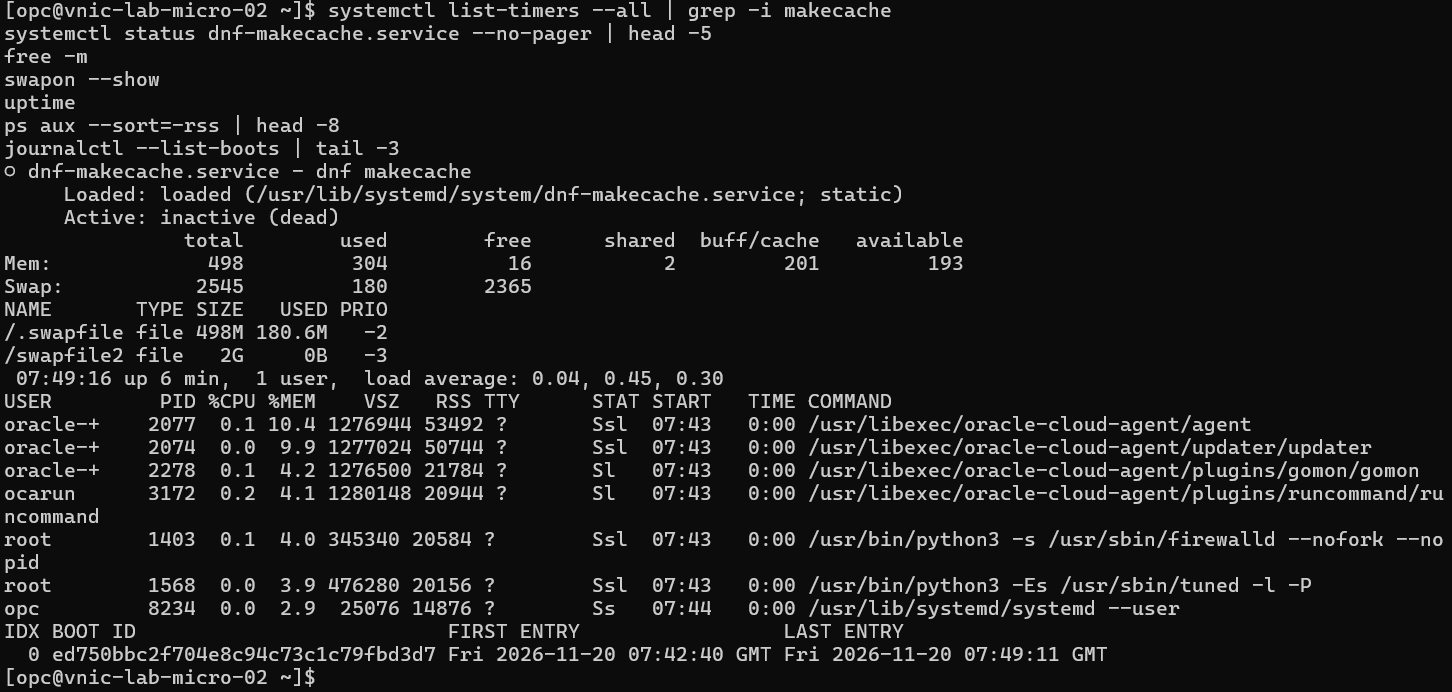 [opc@vnic-lab-micro-02 ~]$ systemctl list-timers --all | grep -i makecache
systemctl status dnf-makecache.service --no-pager | head -5
free -m
swapon --show
uptime
ps aux --sort=-rss | head -8
journalctl --list-boots | tail -3
○ dnf-makecache.service - dnf makecache
     Loaded: loaded (/usr/lib/systemd/system/dnf-makecache.service; static)
     Active: inactive (dead)
               total        used        free      shared  buff/cache   available
Mem:             498         304          16           2         201         193
Swap:           2545         180        2365
NAME       TYPE SIZE   USED PRIO
/.swapfile file 498M 180.6M   -2
/swapfile2 file   2G     0B   -3
 07:49:16 up 6 min,  1 user,  load average: 0.04, 0.45, 0.30
USER         PID %CPU %MEM    VSZ   RSS TTY      STAT START   TIME COMMAND
oracle-+    2077  0.1 10.4 1276944 53492 ?       Ssl  07:43   0:00 /usr/libexec/oracle-cloud-agent/agent
oracle-+    2074  0.0  9.9 1277024 50744 ?       Ssl  07:43   0:00 /usr/libexec/oracle-cloud-agent/updater/updater
oracle-+    2278  0.1  4.2 1276500 21784 ?       Sl   07:43   0:00 /usr/libexec/oracle-cloud-agent/plugins/gomon/gomon
ocarun      3172  0.2  4.1 1280148 20944 ?       Sl   07:43   0:00 /usr/libexec/oracle-cloud-agent/plugins/runcommand/ru
ncommand
root        1403  0.1  4.0 345340 20584 ?        Ssl  07:43   0:00 /usr/bin/python3 -s /usr/sbin/firewalld --nofork --no
pid
root        1568  0.0  3.9 476280 20156 ?        Ssl  07:43   0:00 /usr/bin/python3 -Es /usr/sbin/tuned -l -P
opc         8234  0.0  2.9  25076 14876 ?        Ss   07:44   0:00 /usr/lib/systemd/systemd --user
IDX BOOT ID                          FIRST ENTRY                 LAST ENTRY
  0 ed750bbc2f704e8c94c73c1c79fbd3d7 Fri 2026-11-20 07:42:40 GMT Fri 2026-11-20 07:49:11 GMT
[opc@vnic-lab-micro-02 ~]$